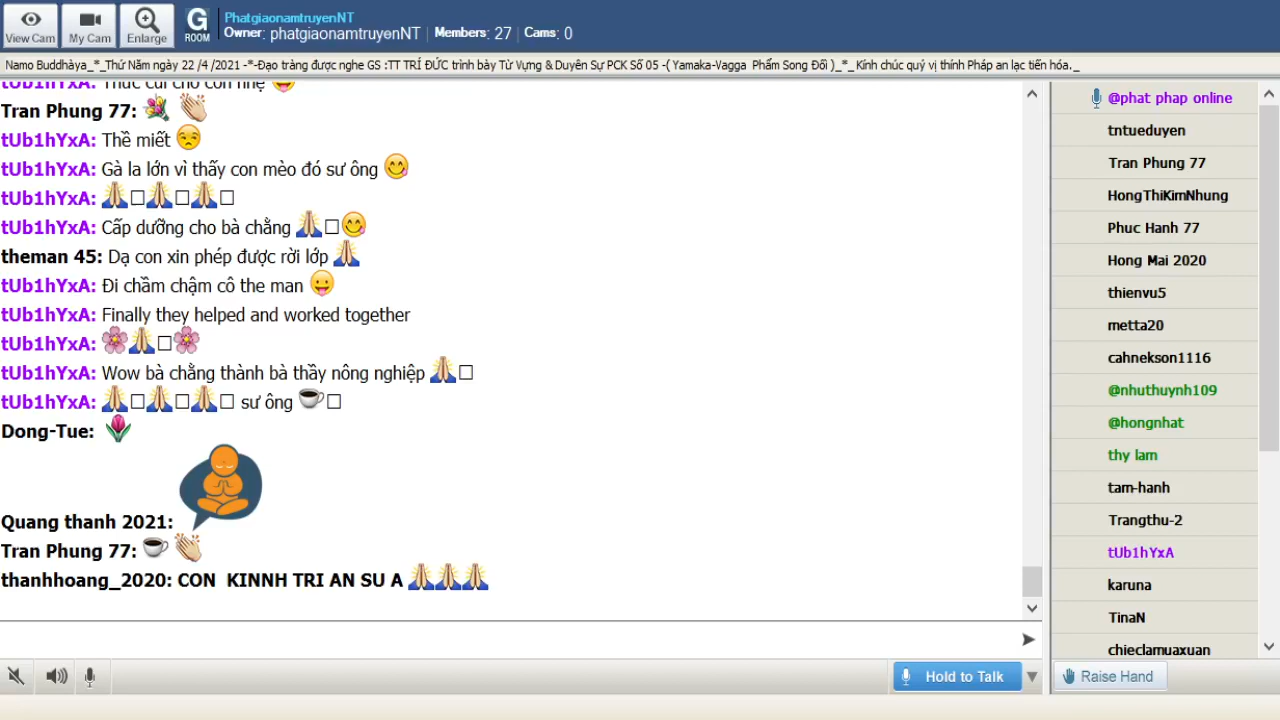 View Cam
My Cam
Enlarge
G
ROOM
PhatgiaonamtruyenNT
Owner: phatgiaonamtruyenNT | Members: 27 | Cams: 0
Namo Buddhàya_*_Thứ Năm ngày 22 /4 /2021 -*-Đạo tràng được nghe GS :TT TRÍ ĐỨC trình bày Từ Vựng & Duyên Sự PCK Số 05 -( Yamaka-Vagga Phẩm Song Đối )_*_Kính chúc quý vị thính Pháp an lạc tiến hóa._
tUb1hYxA: Thúc cùi cho con nhẹ
Tran Phung 77:
tUb1hYxA: Thề miết
tUb1hYxA: Gà la lớn vì thấy con mèo đó sư ông
tUb1hYxA:
tUb1hYxA: Cấp dưỡng cho bà chằng
theman 45: Dạ con xin phép được rời lớp
tUb1hYxA: Đi chầm chậm cô the man
tUb1hYxA: Finally they helped and worked together
tUb1hYxA:
tUb1hYxA: Wow bà chằng thành bà thầy nông nghiệp
tUb1hYxA: sư ông
Dong-Tue:
Quang thanh 2021:
Tran Phung 77:
thanhhoang_2020: CON KINNH TRI AN SU A
@phat phap online
tntueduyen
Tran Phung 77
HongThiKimNhung
Phuc Hanh 77
Hong Mai 2020
thienvu5
metta20
cahnekson1116
@nhuthuynh109
@hongnhat
thy lam
tam-hanh
Trangthu-2
tUb1hYxA
karuna
TinaN
chieclamuaxuan
Hold to Talk
Raise Hand